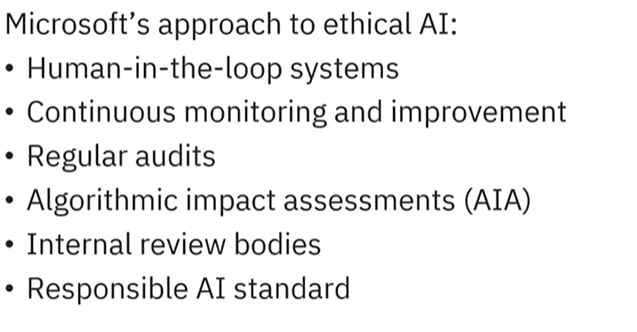 Microsoft’s approach to ethical AI:
• Human-in-the-loop systems
• Continuous monitoring and improvement
• Regular audits
• Algorithmic impact assessments (AIA)
• Internal review bodies
• Responsible AI standard